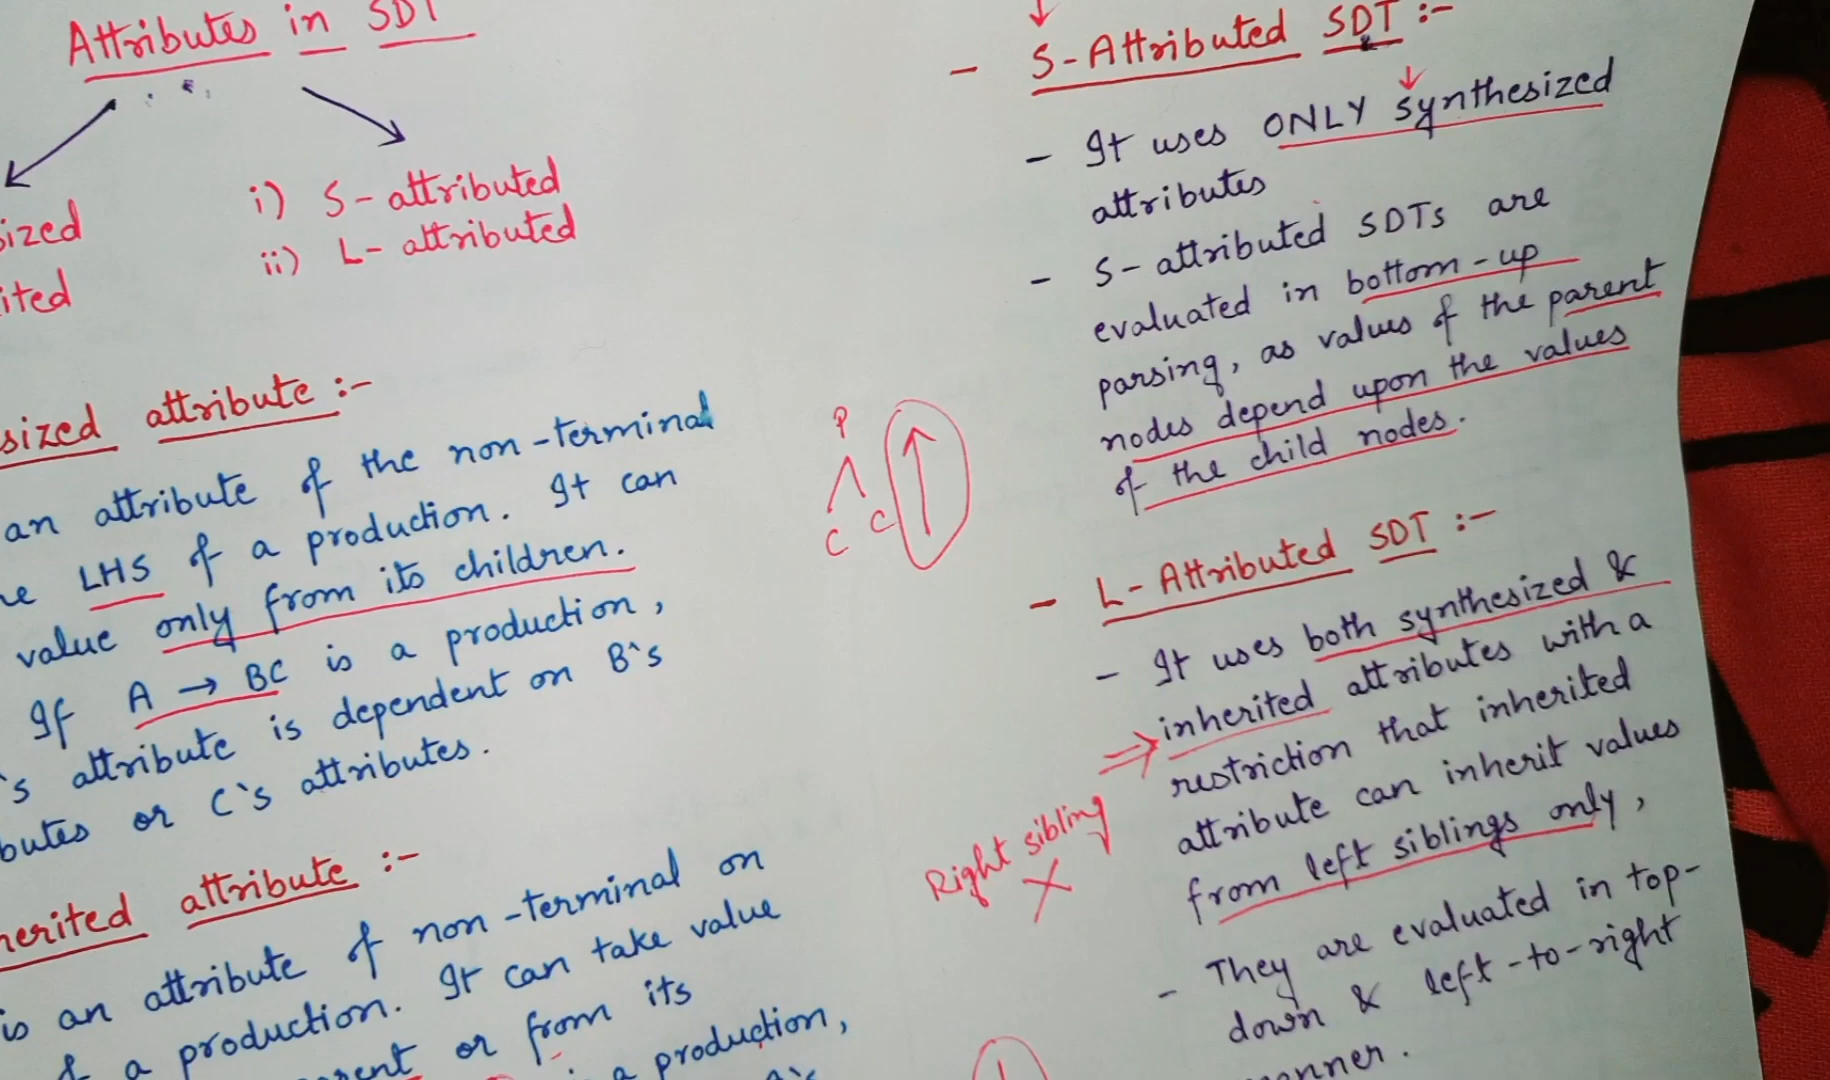 Attributes in SDT
i) S-attributed
ii) L-attributed
attribute :-
an attribute of the non-terminal
LHS of a production. It can
value only from its children.
If A → BC is a production,
's attribute is dependent on B's
or C's attributes.
attribute :-
is an attribute of non-terminal on
a production. It can take value
or from its
a production,
P
C C
- S-Attributed SDT :-
- It uses ONLY synthesized
attributes
- S-attributed SDTs are
evaluated in bottom-up
parsing, as values of the parent
nodes depend upon the values
of the child nodes.
- L-Attributed SDT :-
- It uses both synthesized &
inherited attributes with a
restriction that inherited
attribute can inherit values
from left siblings only,
Right sibling
- They are evaluated in top-
down & left-to-right